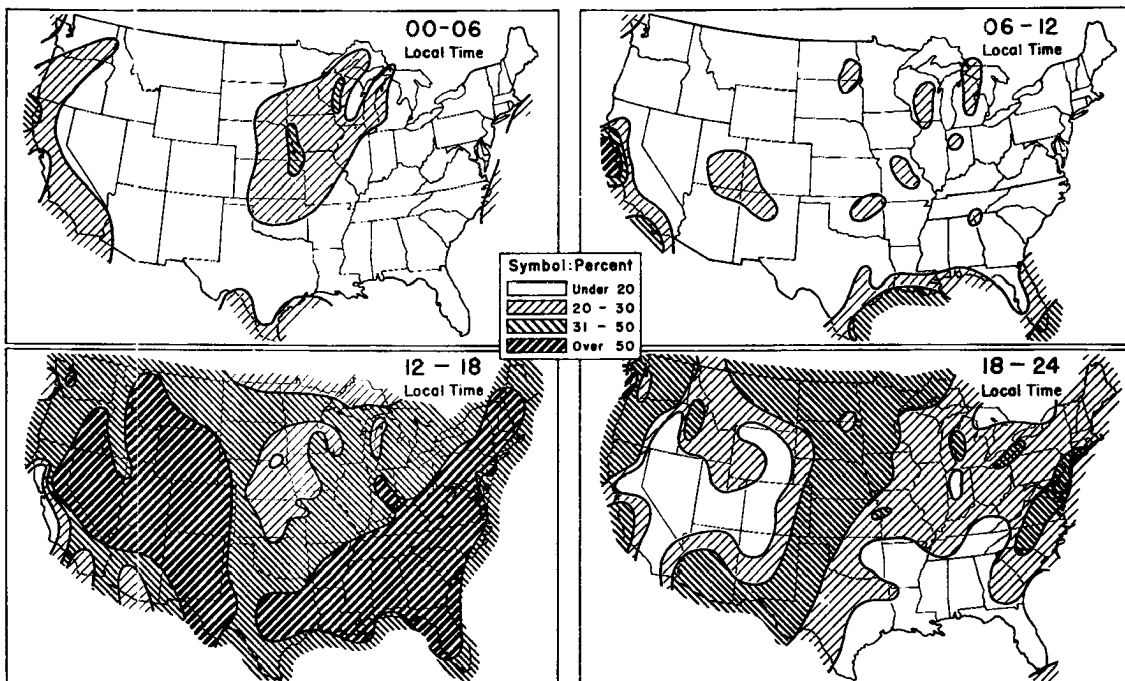 00-06
Local Time
06-12
Local Time
Symbol: Percent
Under 20
20 - 30
31 - 50
Over 50
12 - 18
Local Time
18 - 24
Local Time